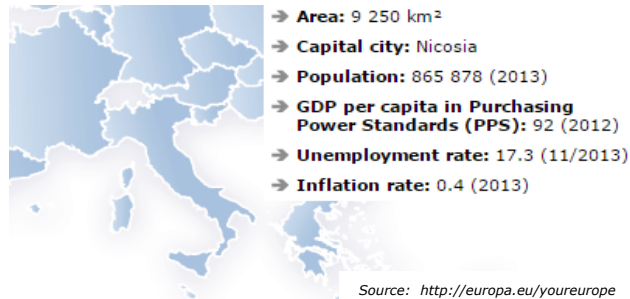 Area: 9 250 km²
Capital city: Nicosia
Population: 865 878 (2013)
GDP per capita in Purchasing
Power Standards (PPS): 92 (2012)
Unemployment rate: 17.3 (11/2013)
Inflation rate: 0.4 (2013)
Source: http://europa.eu/youreurope